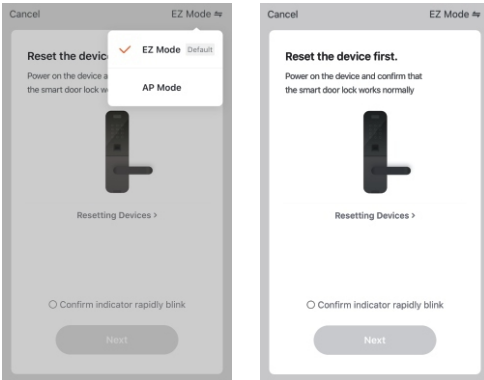 Cancel
EZ Mode ⇋
EZ Mode Default
AP Mode
Reset the device
Power on the device a
the smart door lock w
Resetting Devices >
Confirm indicator rapidly blink
Next
Cancel
EZ Mode ⇋
Reset the device first.
Power on the device and confirm that
the smart door lock works normally
Resetting Devices >
Confirm indicator rapidly blink
Next